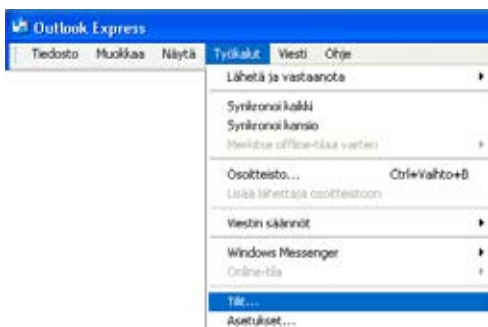 Outlook Express
Tiedosto Muokkaa Näytä Työkalut Viesti Ohje
Lähetä ja vastaanota
Synkronoi kaikki
Synkronoi kansio
Merkitse offline-tilaa varten
Osoitteisto... Ctrl+Vaihto+B
Lisää lähettäjä osoitteistoon
Viestin säännöt
Windows Messenger
Online-tila
Tilit...
Asetukset...